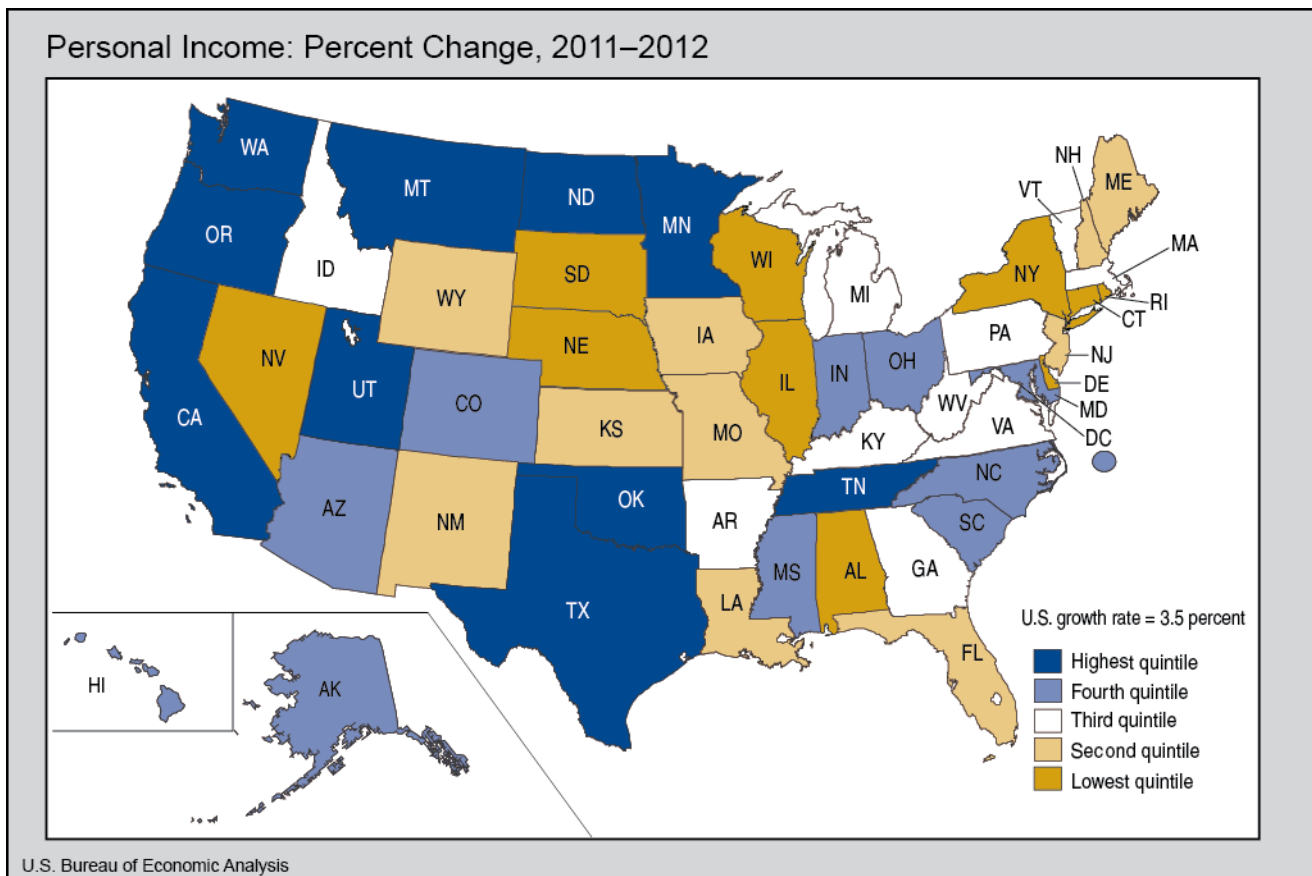 Personal Income: Percent Change, 2011–2012
WA
MT
ND
MN
OR
ID
WY
SD
WI
MI
NH
VT
ME
NY
MA
RI
CT
NV
UT
CO
NE
IA
IL
IN
OH
PA
NJ
DE
MD
DC
CA
KS
MO
KY
WV
VA
AZ
NM
OK
AR
TN
NC
SC
TX
LA
MS
AL
GA
FL
HI
AK
U.S. growth rate = 3.5 percent
Highest quintile
Fourth quintile
Third quintile
Second quintile
Lowest quintile
U.S. Bureau of Economic Analysis